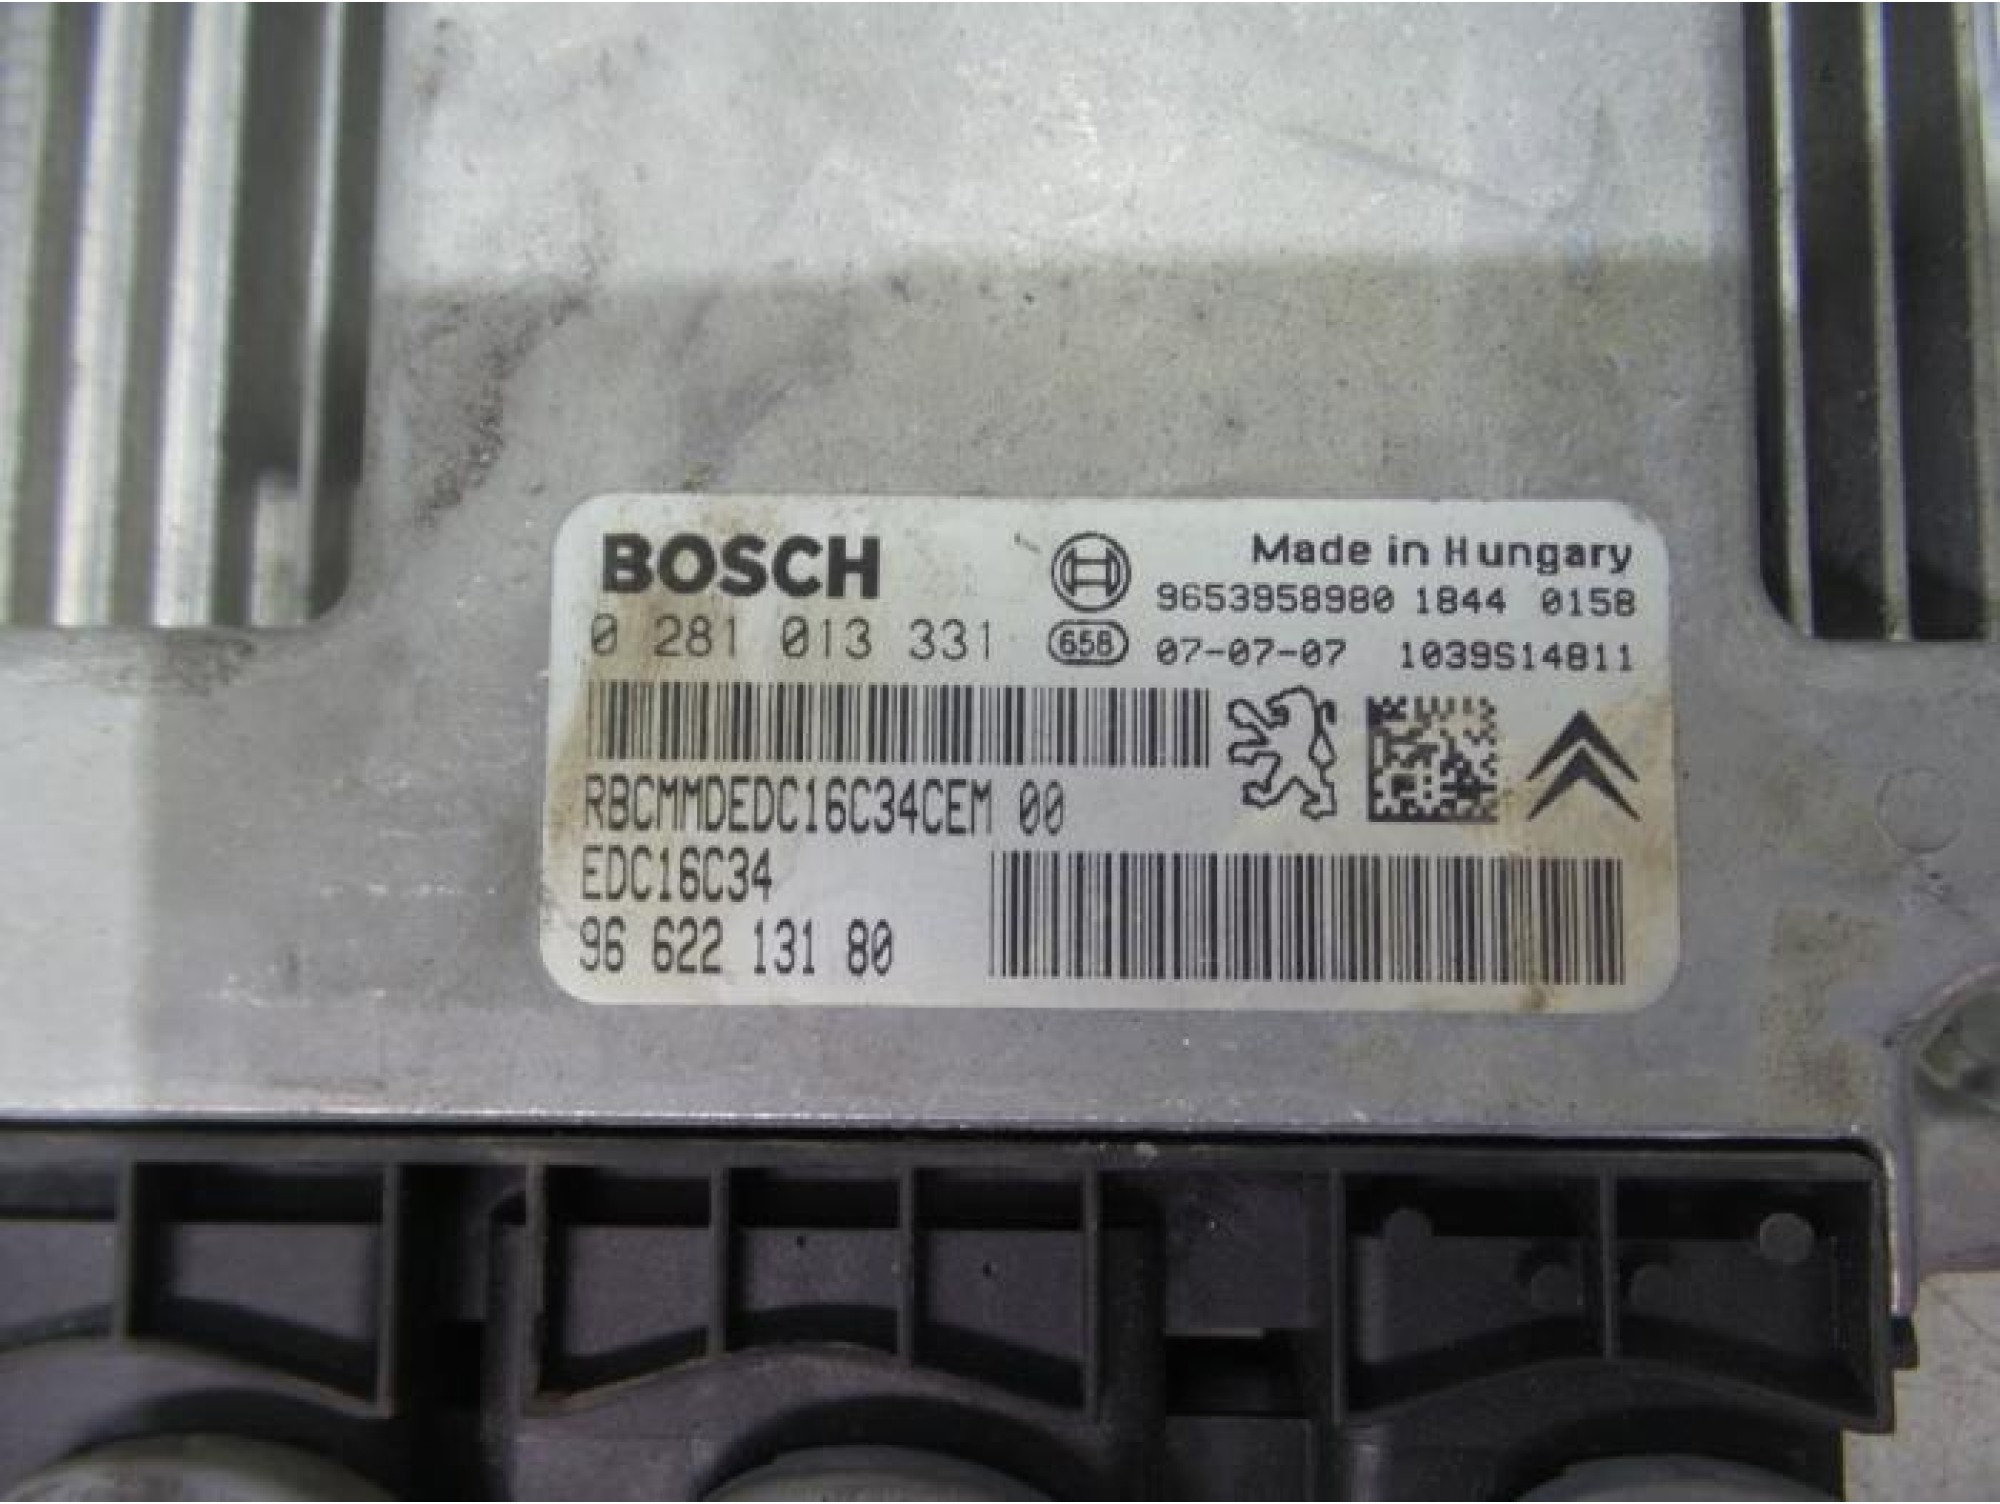 BOSCH
Made in Hungary
9653958980 1844 0158
0 281 013 331
658 07-07-07 1039S14811
RBCMMDEDC16C34CEM 00
EDC16C34
96 622 131 80